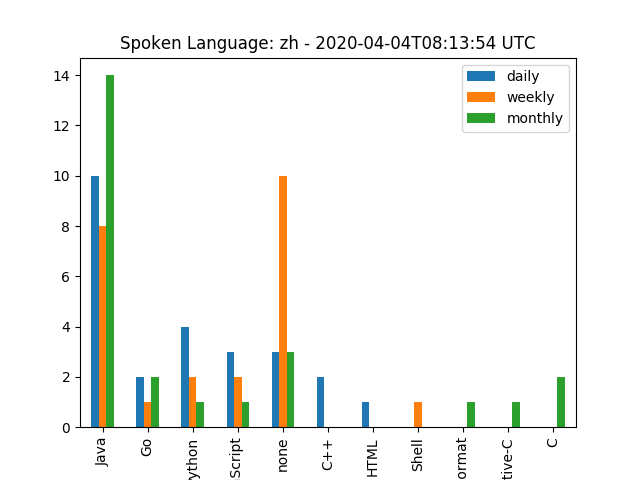 Spoken Language: zh - 2020-04-04T08:13:54 UTC
daily
weekly
monthly
14
12
10
8
6
4
2
0
Java
Go
ython
Script
none
C++
HTML
Shell
ormat
tive-C
C